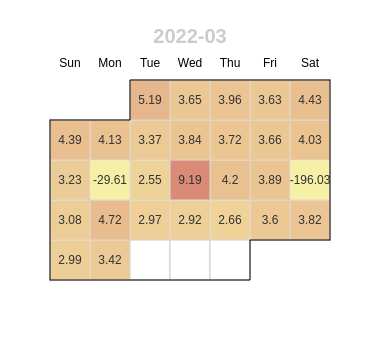 2022-03
Sun Mon Tue Wed Thu Fri Sat
5.19 3.65 3.96 3.63 4.43
4.39 4.13 3.37 3.84 3.72 3.66 4.03
3.23 -29.61 2.55 9.19 4.2 3.89 -196.03
3.08 4.72 2.97 2.92 2.66 3.6 3.82
2.99 3.42